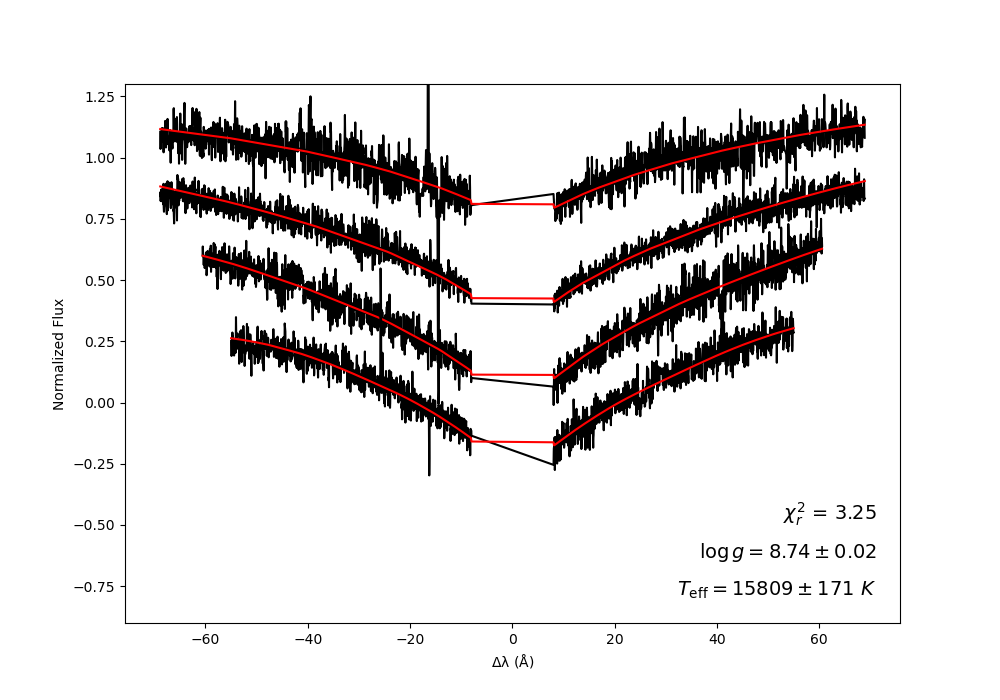 1.25
1.00
0.75
0.50
0.25
0.00
−0.25
−0.50
−0.75
Normalized Flux
χ²ᵣ = 3.25
log g = 8.74 ± 0.02
T_eff = 15809 ± 171 K
−60 −40 −20 0 20 40 60
Δλ (Å)